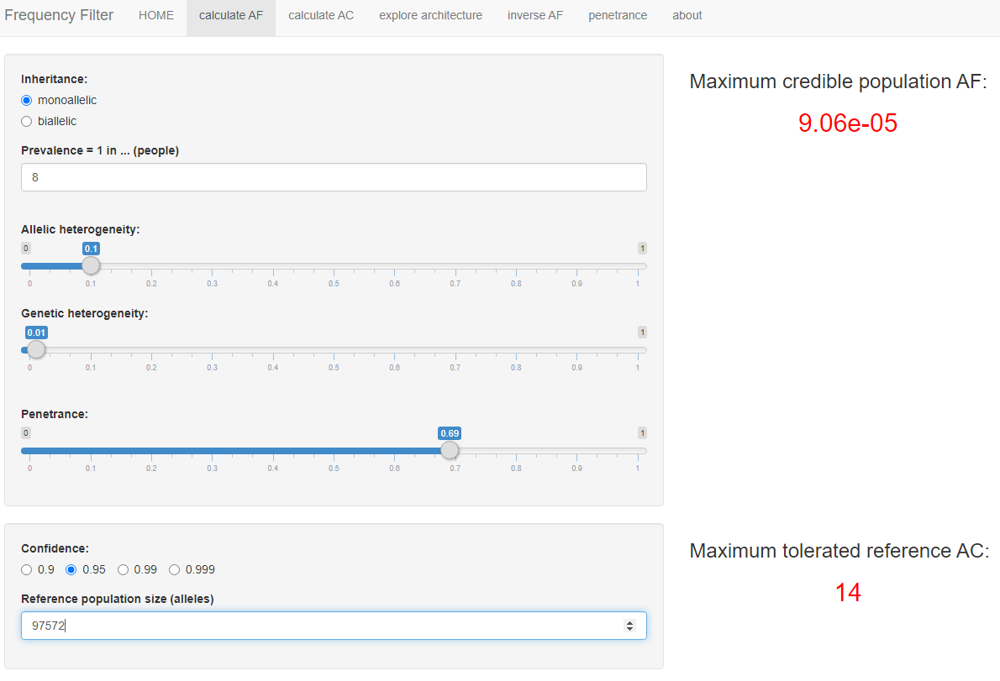 Frequency Filter HOME calculate AF calculate AC explore architecture inverse AF penetrance about
Inheritance:
monoallelic
biallelic
Prevalence = 1 in ... (people)
8
Allelic heterogeneity:
0 0.1 1
0 0.1 0.2 0.3 0.4 0.5 0.6 0.7 0.8 0.9 1
Genetic heterogeneity:
0.01 1
0 0.1 0.2 0.3 0.4 0.5 0.6 0.7 0.8 0.9 1
Penetrance:
0 0.69 1
0 0.1 0.2 0.3 0.4 0.5 0.6 0.7 0.8 0.9 1
Maximum credible population AF:
9.06e-05
Confidence:
0.9 0.95 0.99 0.999
Reference population size (alleles)
97572
Maximum tolerated reference AC:
14